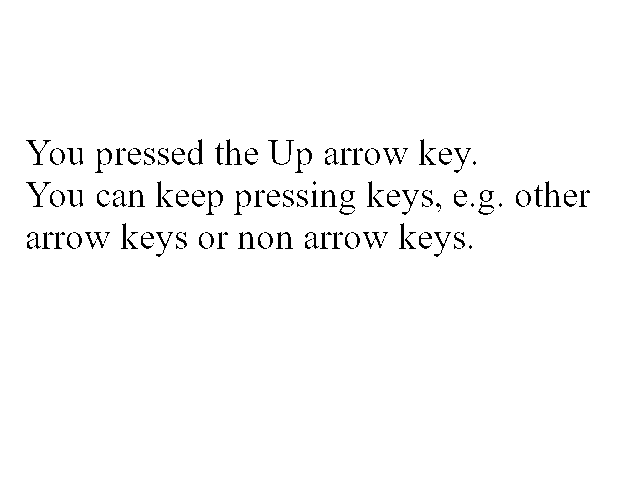 You pressed the Up arrow key.
You can keep pressing keys, e.g. other
arrow keys or non arrow keys.